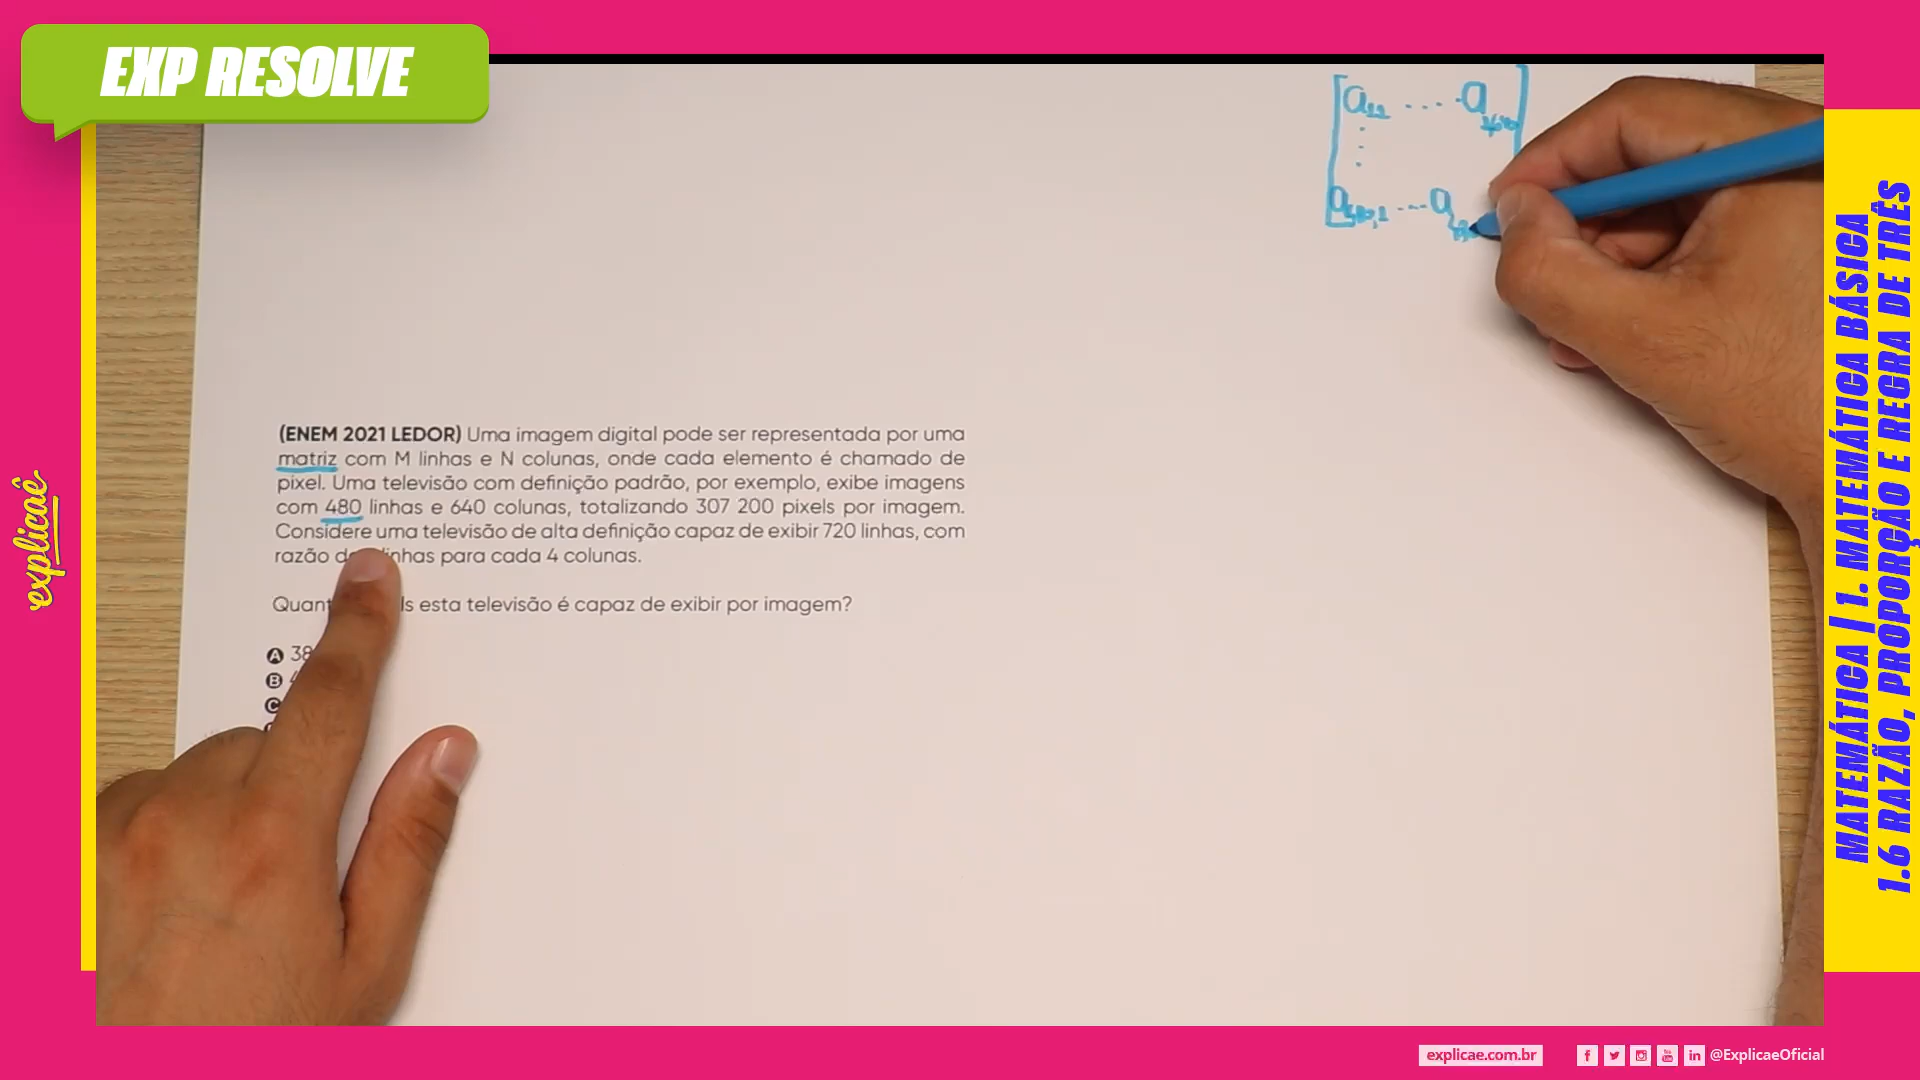 EXP RESOLVE
a11 .... a
a ... a
(ENEM 2021 LEDOR) Uma imagem digital pode ser representada por uma
matriz com M linhas e N colunas, onde cada elemento é chamado de
pixel. Uma televisão com definição padrão, por exemplo, exibe imagens
com 480 linhas e 640 colunas, totalizando 307 200 pixels por imagem.
Considere uma televisão de alta definição capaz de exibir 720 linhas, com
razão linhas para cada 4 colunas.
esta televisão é capaz de exibir por imagem?
A
B
C
explicaê
MATEMÁTICA | 1. MATEMÁTICA BÁSICA
1.6 RAZÃO, PROPORÇÃO E REGRA DE TRÊS
explicae.com.br
@ExplicaeOficial